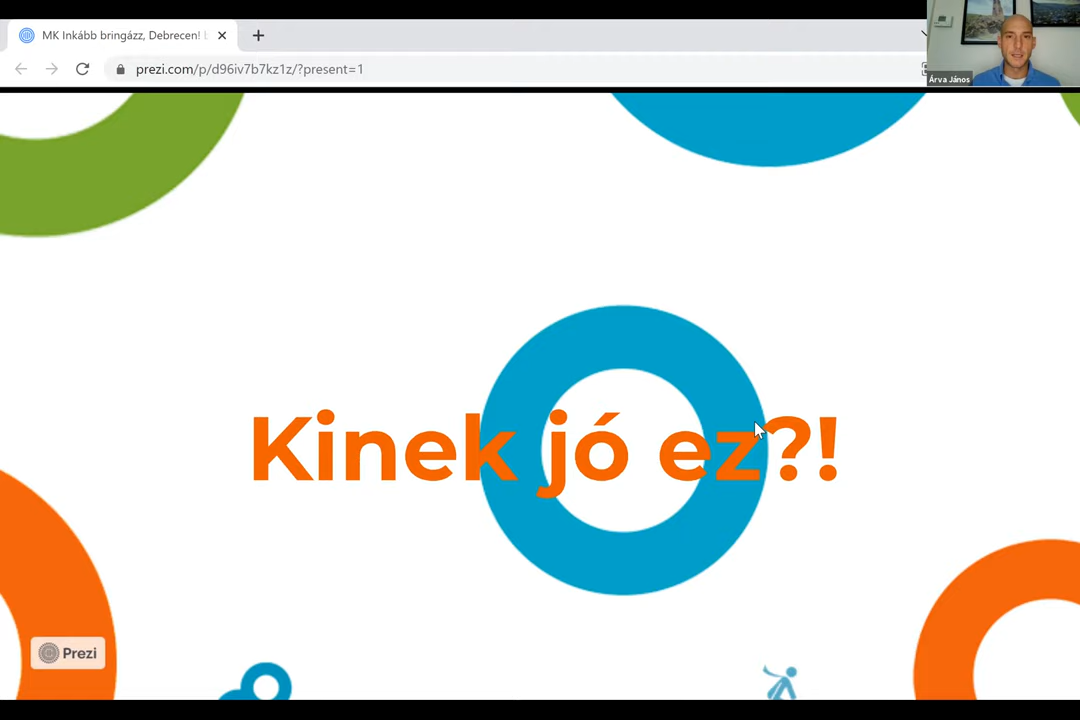 MK Inkább bringázz, Debrecen!
prezi.com/p/d96iv7b7kz1z/?present=1
Árva János
Kinek jó ez?!
Prezi